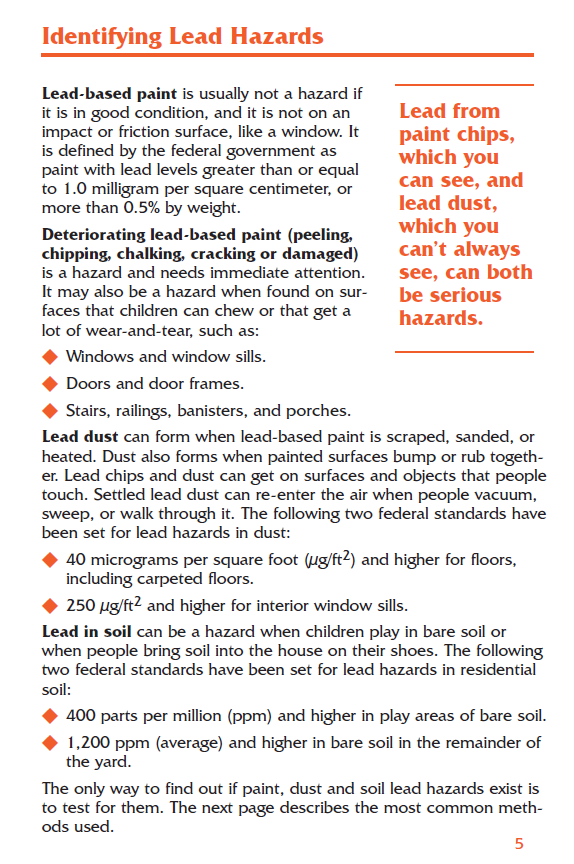 Identifying Lead Hazards
Lead-based paint is usually not a hazard if
it is in good condition, and it is not on an
impact or friction surface, like a window. It
is defined by the federal government as
paint with lead levels greater than or equal
to 1.0 milligram per square centimeter, or
more than 0.5% by weight.
Deteriorating lead-based paint (peeling,
chipping, chalking, cracking or damaged)
is a hazard and needs immediate attention.
It may also be a hazard when found on sur-
faces that children can chew or that get a
lot of wear-and-tear, such as:
◆ Windows and window sills.
◆ Doors and door frames.
◆ Stairs, railings, banisters, and porches.
Lead from
paint chips,
which you
can see, and
lead dust,
which you
can't always
see, can both
be serious
hazards.
Lead dust can form when lead-based paint is scraped, sanded, or
heated. Dust also forms when painted surfaces bump or rub togeth-
er. Lead chips and dust can get on surfaces and objects that people
touch. Settled lead dust can re-enter the air when people vacuum,
sweep, or walk through it. The following two federal standards have
been set for lead hazards in dust:
◆ 40 micrograms per square foot (µg/ft²) and higher for floors,
including carpeted floors.
◆ 250 µg/ft² and higher for interior window sills.
Lead in soil can be a hazard when children play in bare soil or
when people bring soil into the house on their shoes. The following
two federal standards have been set for lead hazards in residential
soil:
◆ 400 parts per million (ppm) and higher in play areas of bare soil.
◆ 1,200 ppm (average) and higher in bare soil in the remainder of
the yard.
The only way to find out if paint, dust and soil lead hazards exist is
to test for them. The next page describes the most common meth-
ods used.
5